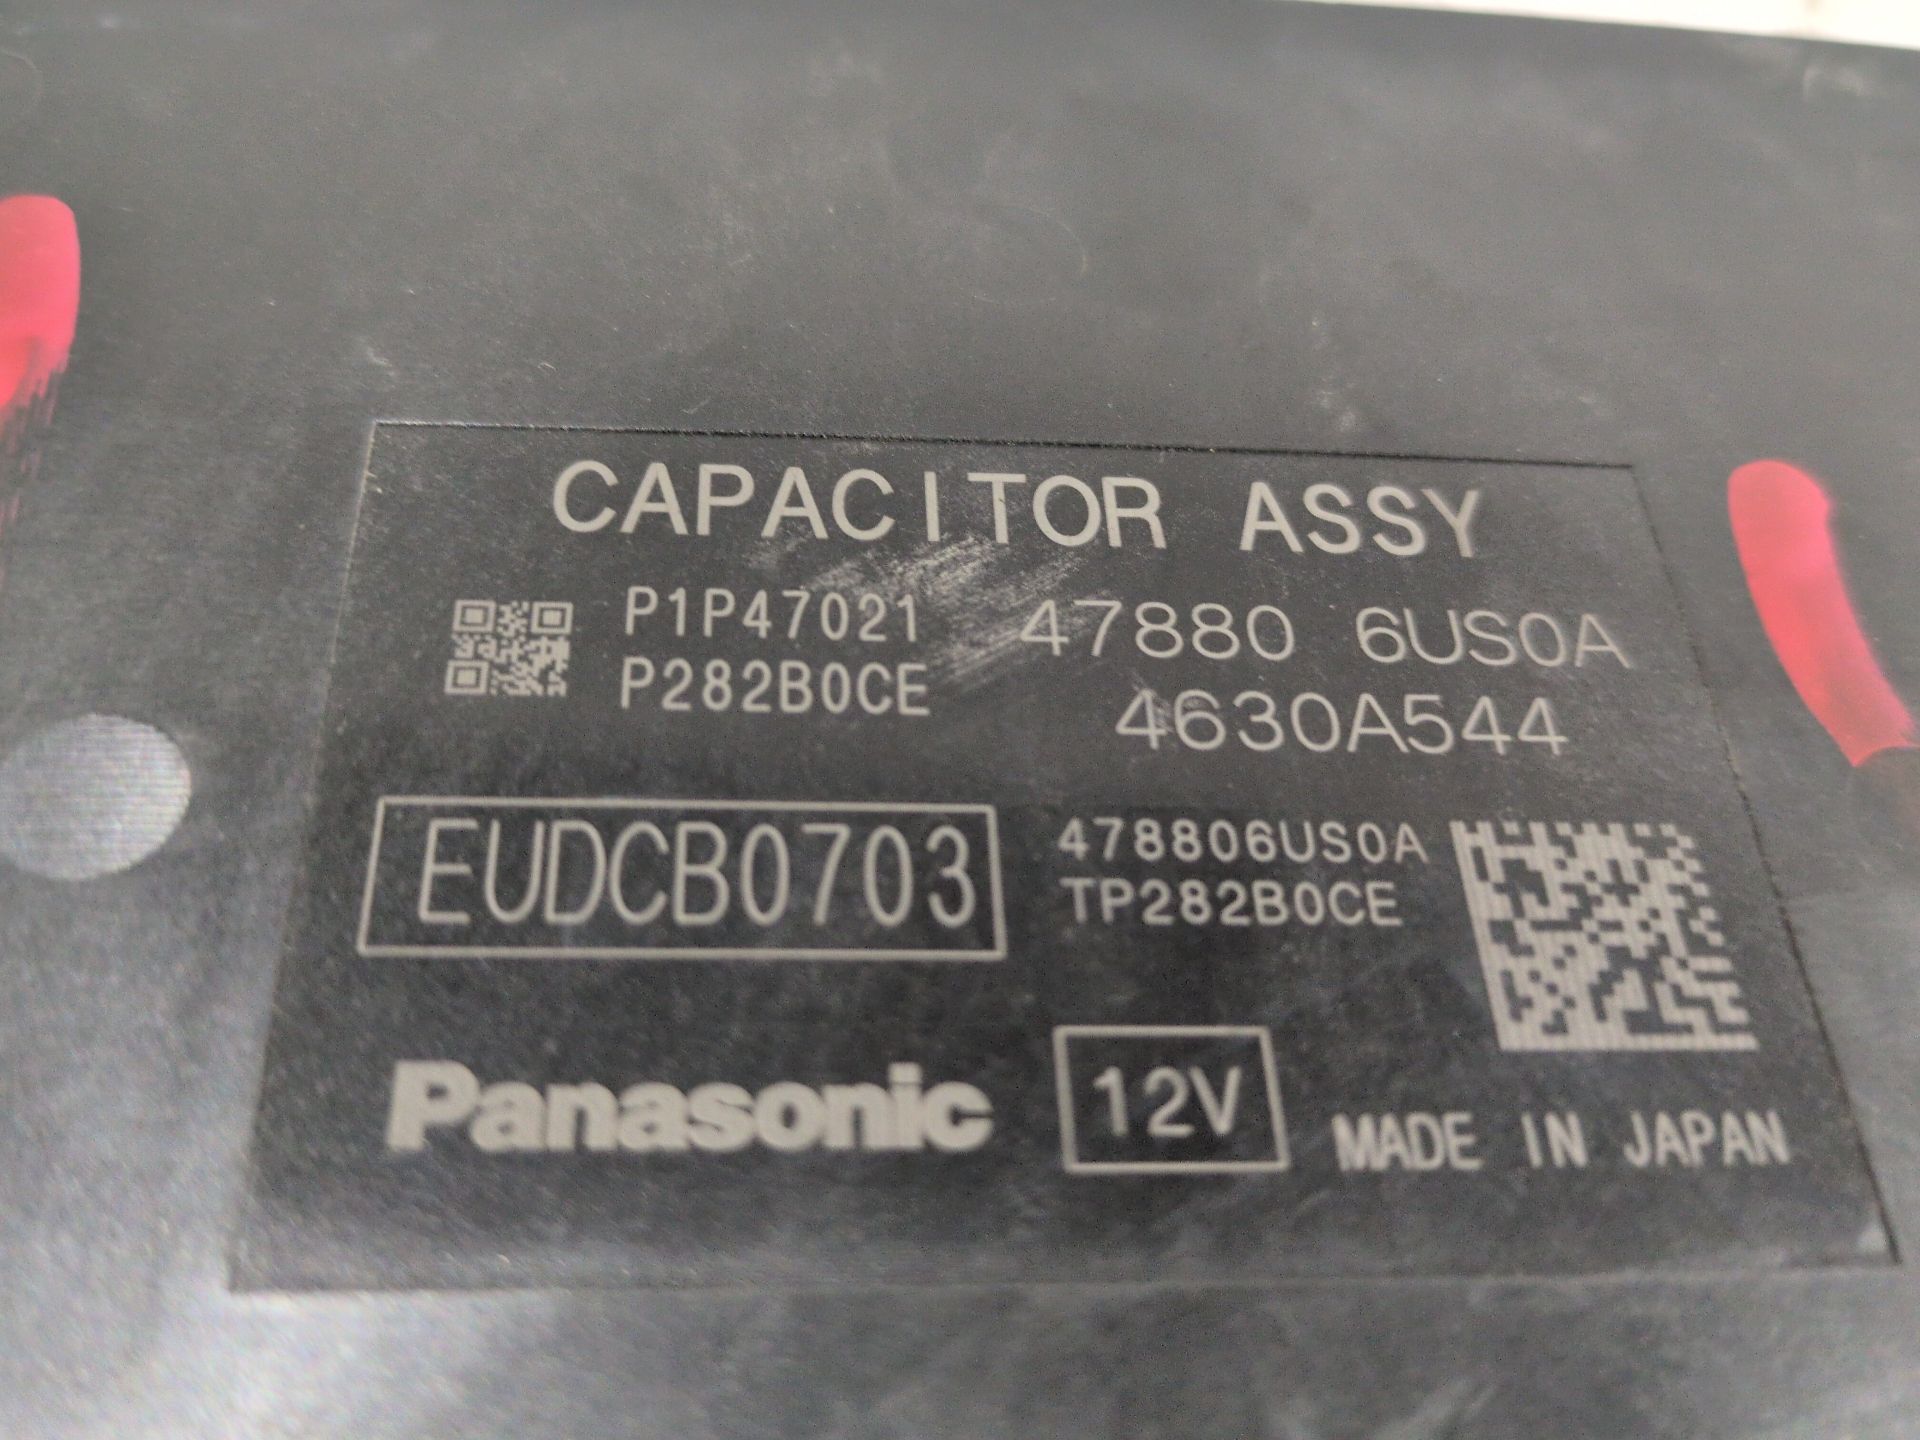 CAPACITOR ASSY
P1P47021
P282B0CE
47880 6US0A
4630A544
EUDCB0703
478806US0A
TP282B0CE
Panasonic
12V
MADE IN JAPAN